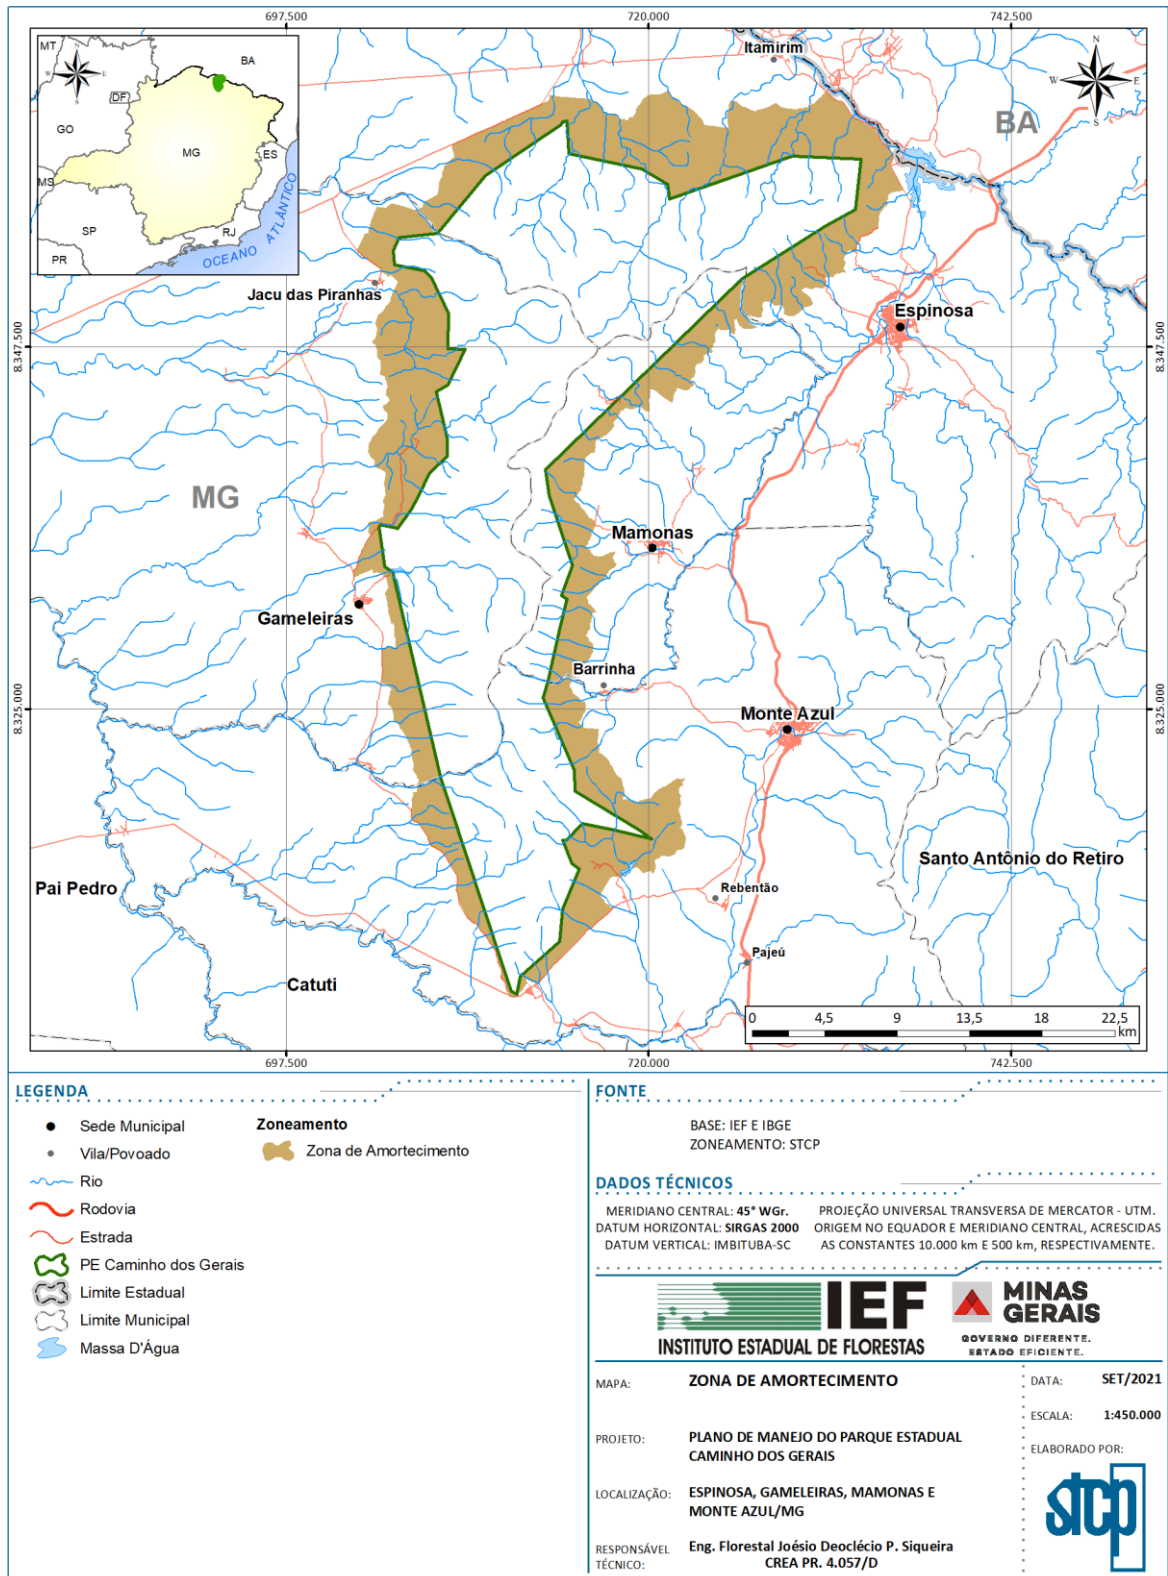 697.500
720.000
742.500
MT
BA
DF
GO
MG
ES
MS
SP
RJ
PR
OCEANO ATLÂNTICO
N
W
E
S
N
W
E
S
Itamirim
BA
Jacu das Piranhas
Espinosa
8.347.500
8.347.500
MG
Mamonas
Gameleiras
Barrinha
8.325.000
8.325.000
Monte Azul
Santo Antônio do Retiro
Pai Pedro
Rebentão
Pajeú
Catuti
0 4,5 9 13,5 18 22,5
km
697.500
720.000
742.500
LEGENDA
Sede Municipal
Vila/Povoado
Rio
Rodovia
Estrada
PE Caminho dos Gerais
Limite Estadual
Limite Municipal
Massa D'Água
Zoneamento
Zona de Amortecimento
FONTE
BASE: IEF E IBGE
ZONEAMENTO: STCP
DADOS TÉCNICOS
MERIDIANO CENTRAL: 45° WGr.
DATUM HORIZONTAL: SIRGAS 2000
DATUM VERTICAL: IMBITUBA-SC
PROJEÇÃO UNIVERSAL TRANSVERSA DE MERCATOR - UTM.
ORIGEM NO EQUADOR E MERIDIANO CENTRAL, ACRESCIDAS
AS CONSTANTES 10.000 km E 500 km, RESPECTIVAMENTE.
IEF
INSTITUTO ESTADUAL DE FLORESTAS
MINAS
GERAIS
GOVERNO DIFERENTE.
ESTADO EFICIENTE.
MAPA: ZONA DE AMORTECIMENTO
DATA: SET/2021
ESCALA: 1:450.000
PROJETO: PLANO DE MANEJO DO PARQUE ESTADUAL
CAMINHO DOS GERAIS
ELABORADO POR:
stcp
LOCALIZAÇÃO: ESPINOSA, GAMELEIRAS, MAMONAS E
MONTE AZUL/MG
RESPONSÁVEL
TÉCNICO:
Eng. Florestal Joésio Deoclécio P. Siqueira
CREA PR. 4.057/D